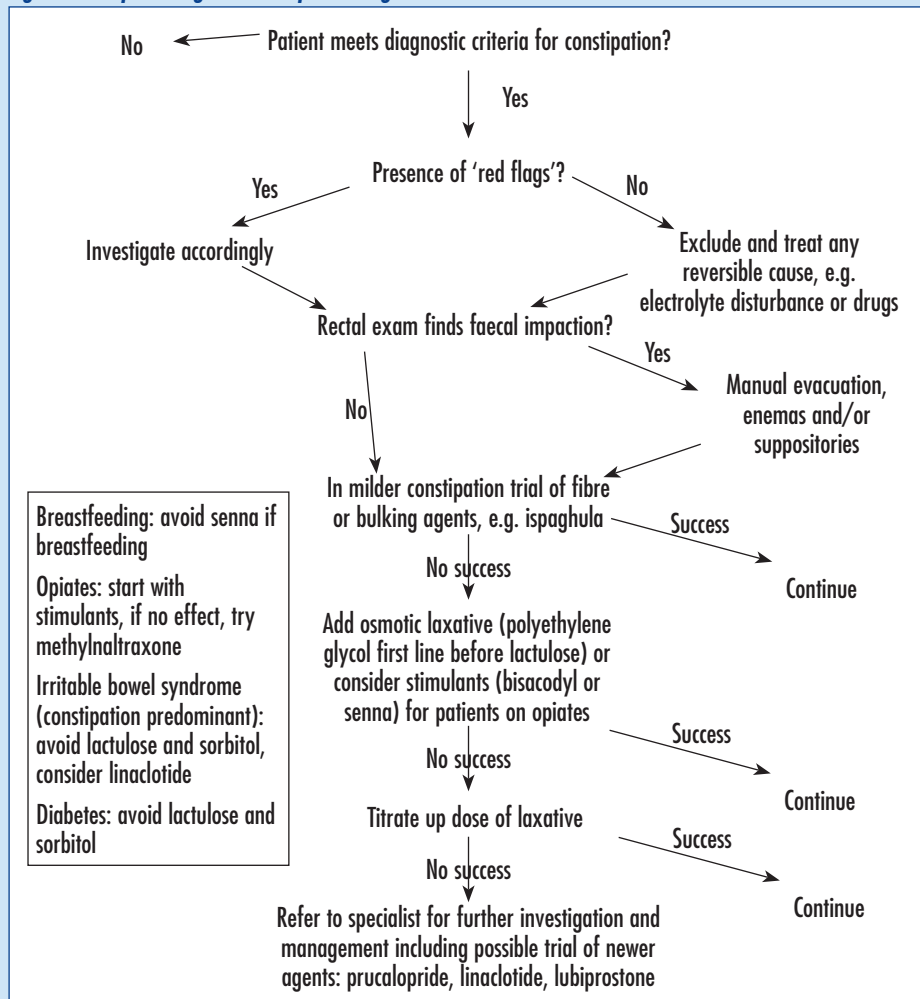 No
Patient meets diagnostic criteria for constipation?
Yes
Presence of 'red flags'?
Yes
No
Investigate accordingly
Exclude and treat any
reversible cause, e.g.
electrolyte disturbance or drugs
Rectal exam finds faecal impaction?
Yes
No
Manual evacuation,
enemas and/or
suppositories
In milder constipation trial of fibre
or bulking agents, e.g. ispaghula
Success
No success
Continue
Breastfeeding: avoid senna if
breastfeeding
Opiates: start with
stimulants, if no effect, try
methylnaltraxone
Irritable bowel syndrome
(constipation predominant):
avoid lactulose and sorbitol,
consider linaclotide
Diabetes: avoid lactulose and
sorbitol
Add osmotic laxative (polyethylene
glycol first line before lactulose) or
consider stimulants (bisacodyl or
senna) for patients on opiates
Success
No success
Continue
Titrate up dose of laxative
Success
No success
Continue
Refer to specialist for further investigation and
management including possible trial of newer
agents: prucalopride, linaclotide, lubiprostone